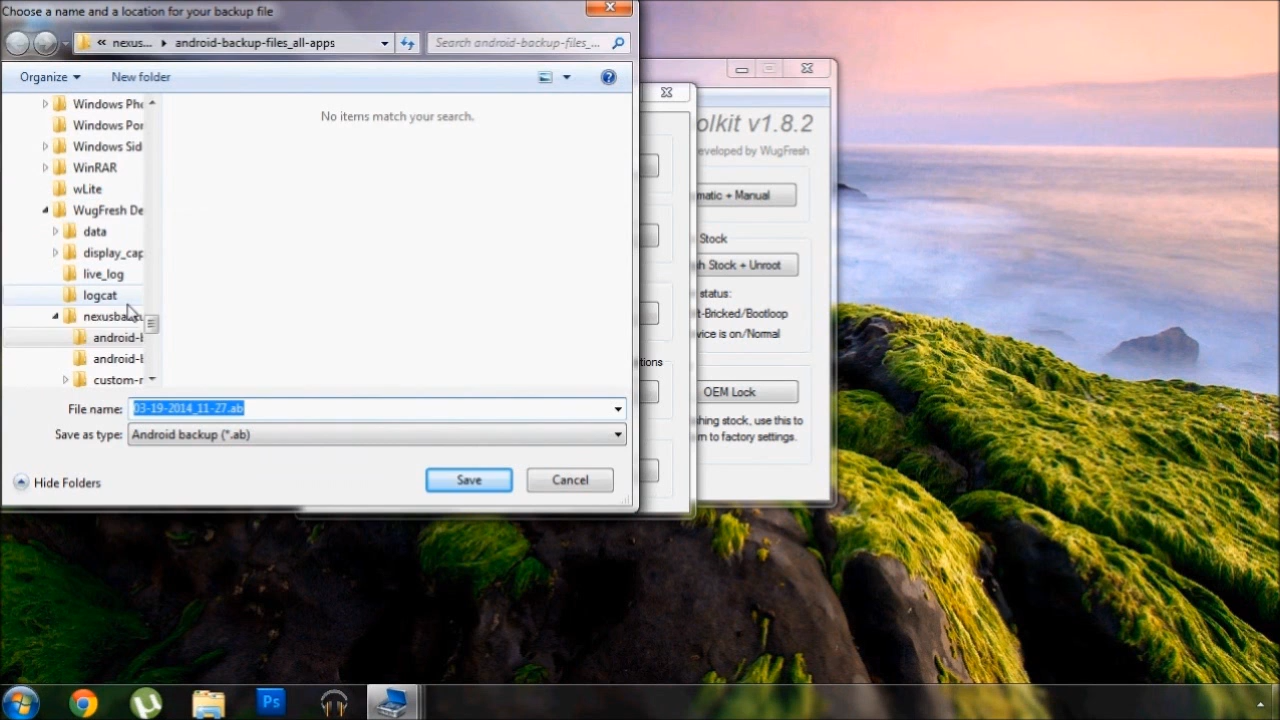 Choose a name and a location for your backup file
« nexus... android-backup-files_all-apps
Search android-backup-files_...
Organize
New folder
Windows Pho
No items match your search.
Windows Por
Windows Sid
WinRAR
wLite
WugFresh De
data
display_cap
live_log
logcat
nexusbacku
android-b
android-b
custom-r
File name: 03-19-2014_11-27.ab
Save as type: Android backup (*.ab)
Hide Folders
Save
Cancel
olkit v1.8.2
eveloped by WugFresh
matic + Manual
Stock
h Stock + Unroot
status:
t-Bricked/Bootloop
vice is on/Normal
tions
OEM Lock
hing stock, use this to
rn to factory settings.
Ps